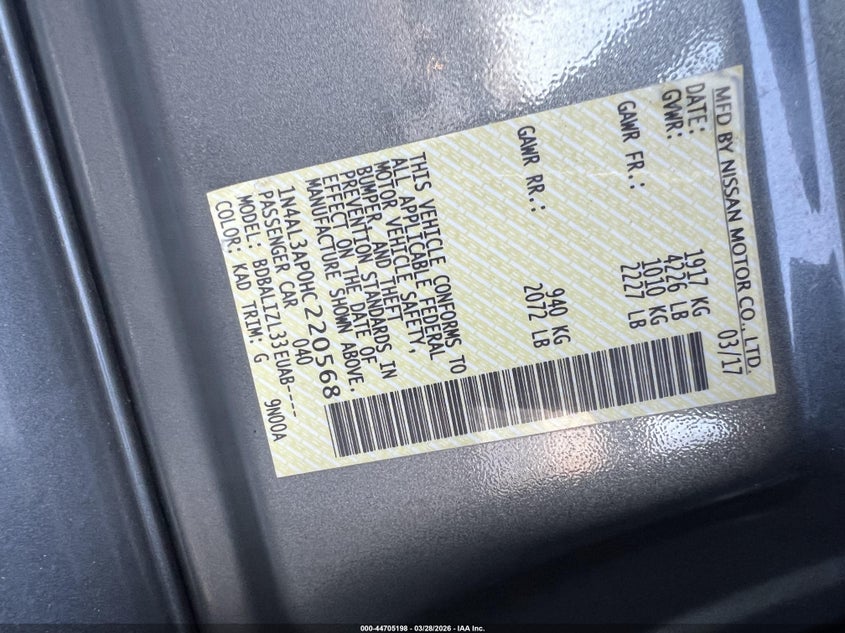 MFD BY NISSAN MOTOR CO., LTD.
DATE: 03/17
GVWR: 1917 KG
4226 LB
GAWR FR.: 1010 KG
2227 LB
GAWR RR.: 940 KG
2072 LB
THIS VEHICLE CONFORMS TO
ALL APPLICABLE FEDERAL
MOTOR VEHICLE SAFETY,
BUMPER, AND THEFT
PREVENTION STANDARDS IN
EFFECT ON THE DATE OF
MANUFACTURE SHOWN ABOVE.
1N4AL3AP0HC220568
PASSENGER CAR 040
MODEL: BDBALZZL33EUAB----
COLOR: KAD TRIM: G 9N00A
000-44705198 - 03/28/2026 - IAA Inc.